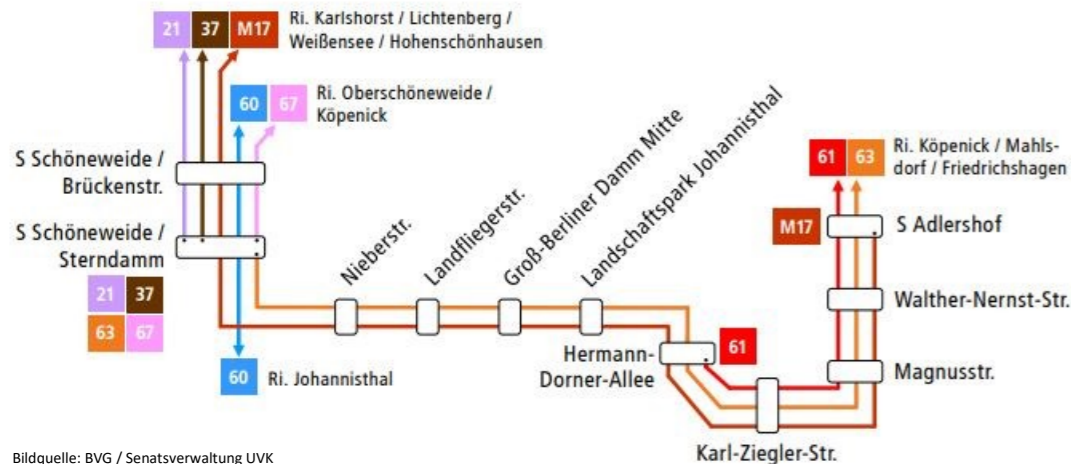 21 37 M17 Ri. Karlshorst / Lichtenberg /
Weißensee / Hohenschönhausen
60 67 Ri. Oberschöneweide /
Köpenick
S Schöneweide /
Brückenstr.
S Schöneweide /
Sterndamm
21 37
63 67
60 Ri. Johannisthal
Nieberstr.
Landfliegerstr.
Groß-Berliner Damm Mitte
Landschaftspark Johannisthal
Hermann-
Dorner-Allee
61
Karl-Ziegler-Str.
61 63 Ri. Köpenick / Mahls-
dorf / Friedrichshagen
M17 S Adlershof
Walther-Nernst-Str.
Magnusstr.
Bildquelle: BVG / Senatsverwaltung UVK